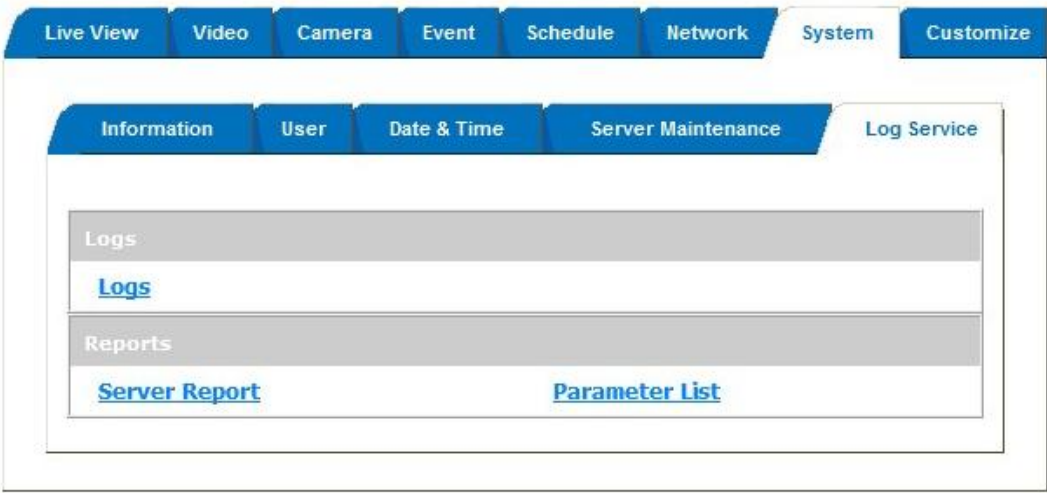 Live View Video Camera Event Schedule Network System Customize
Information User Date & Time Server Maintenance Log Service
Logs
Logs
Reports
Server Report Parameter List